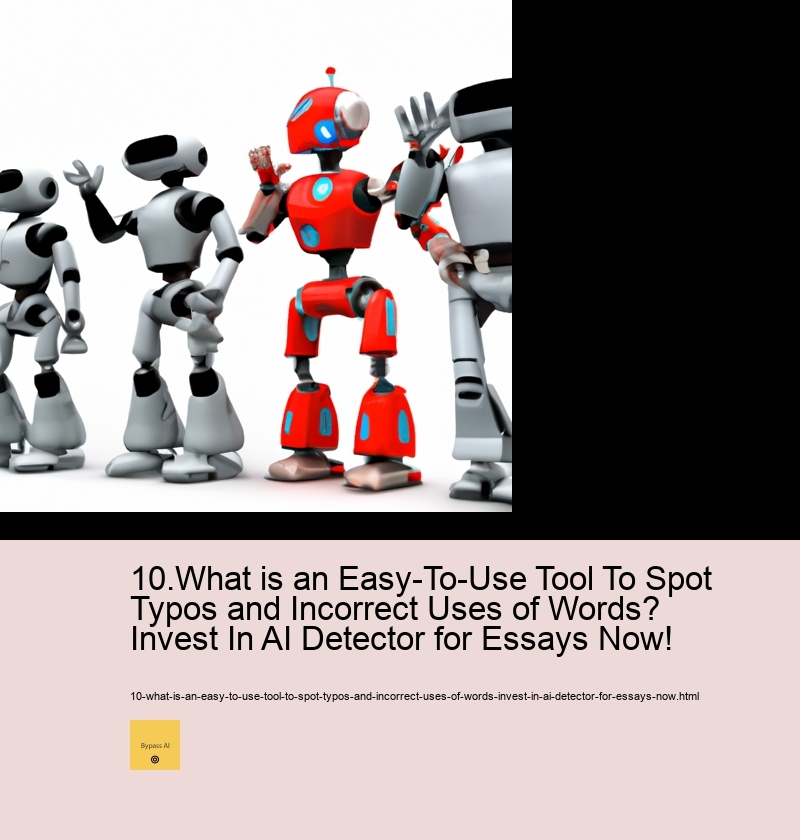 10.What is an Easy-To-Use Tool To Spot
Typos and Incorrect Uses of Words?
Invest In AI Detector for Essays Now!
10-what-is-an-easy-to-use-tool-to-spot-typos-and-incorrect-uses-of-words-invest-in-ai-detector-for-essays-now.html
Bypass AI